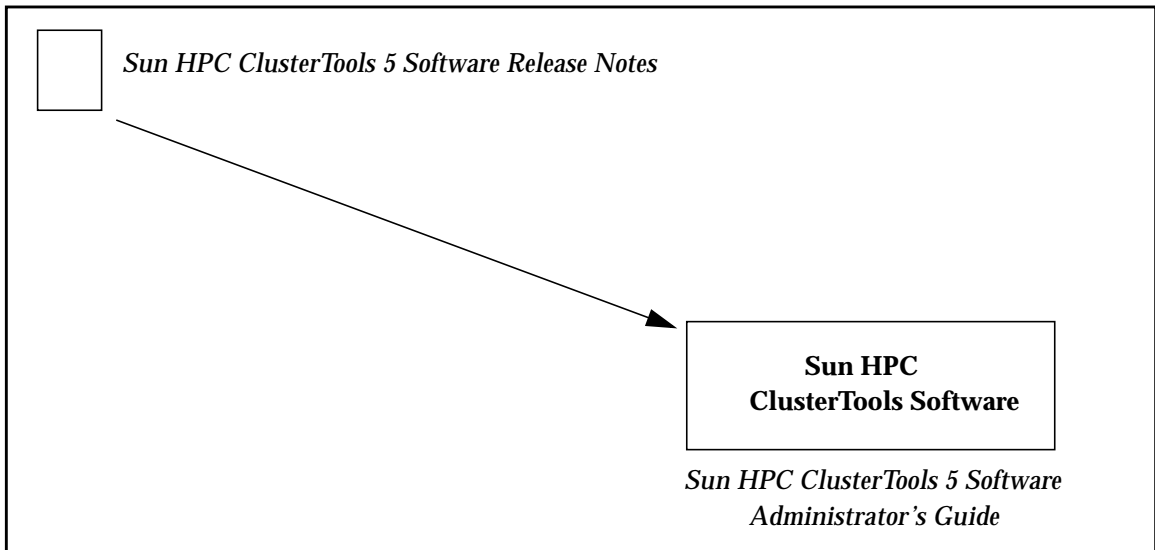 Sun HPC ClusterTools 5 Software Release Notes
Sun HPC
ClusterTools Software
Sun HPC ClusterTools 5 Software
Administrator’s Guide